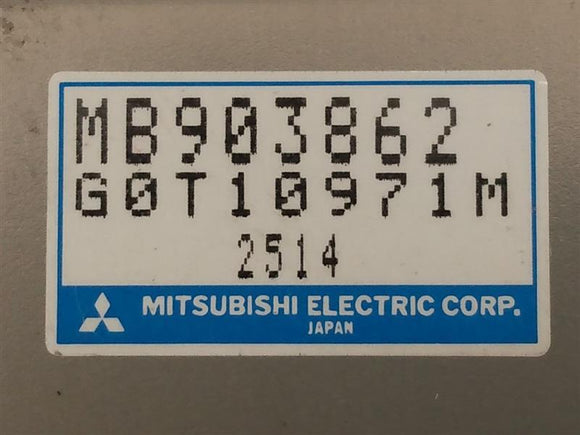 MB903862
G0T10971M
2514
MITSUBISHI ELECTRIC CORP.
JAPAN